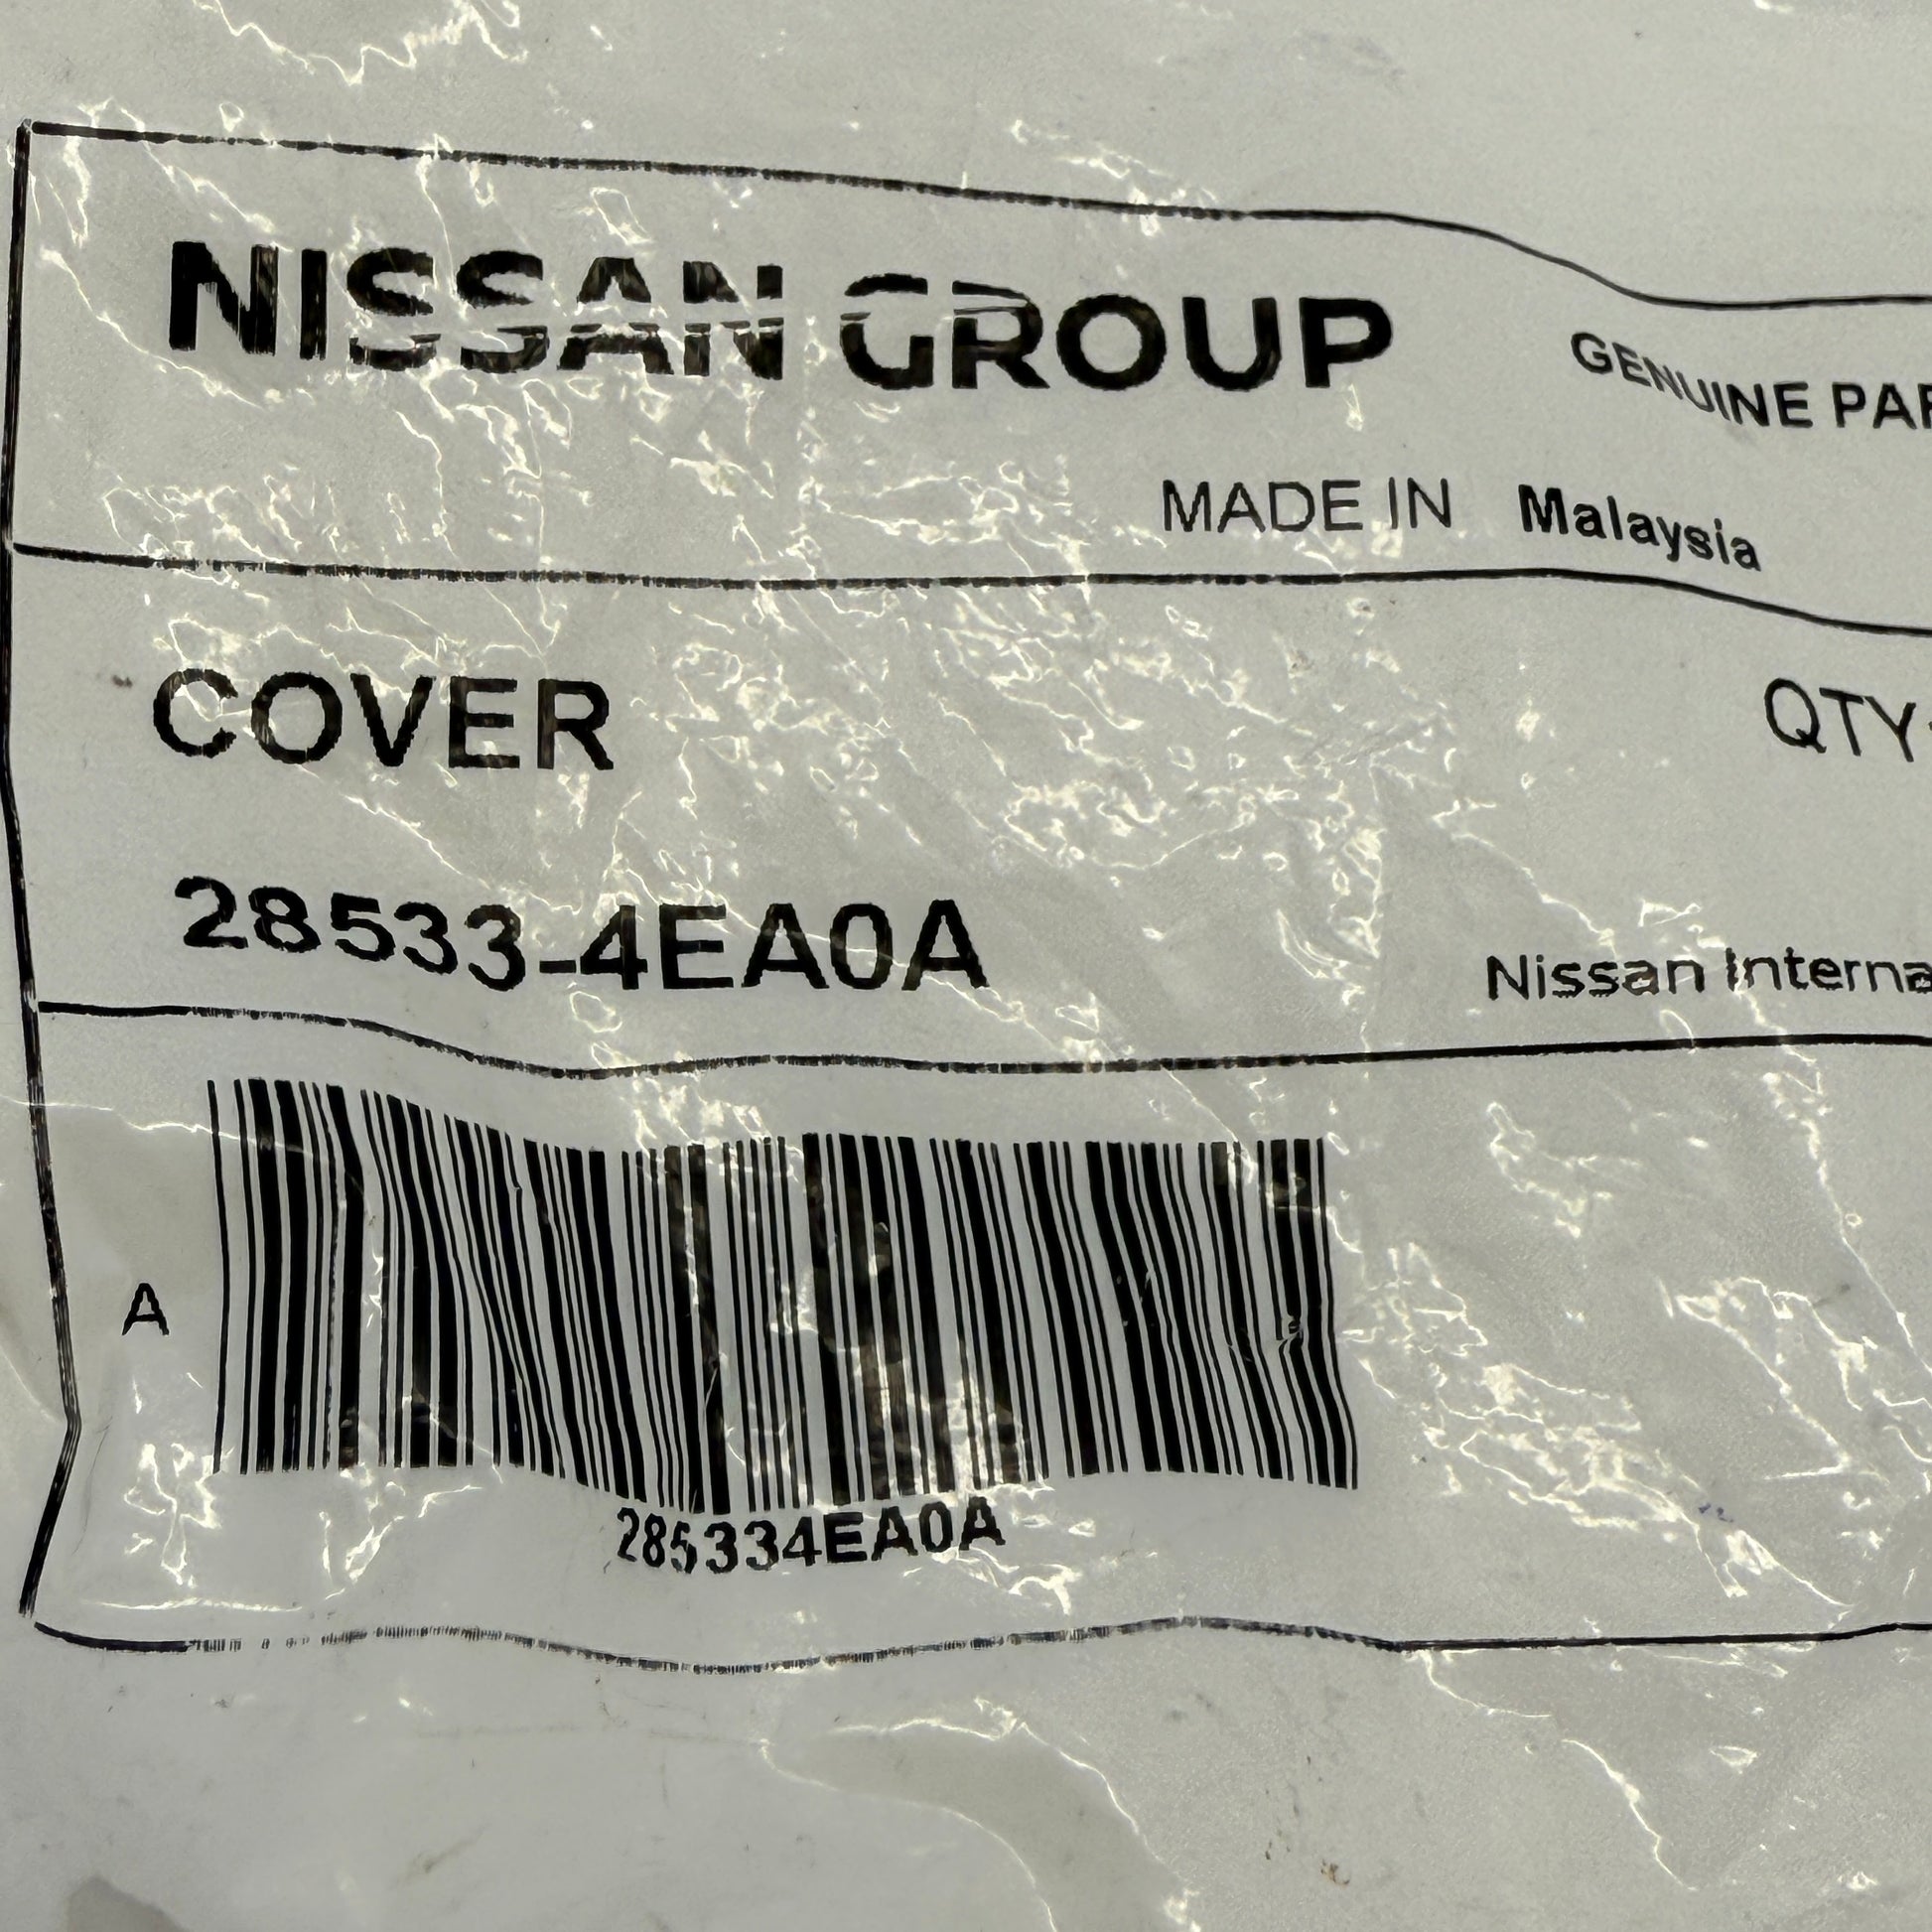 NISSAN GROUP
GENUINE PAR
MADE IN Malaysia
COVER
QTY
28533-4EA0A
Nissan Interna
A
285334EA0A